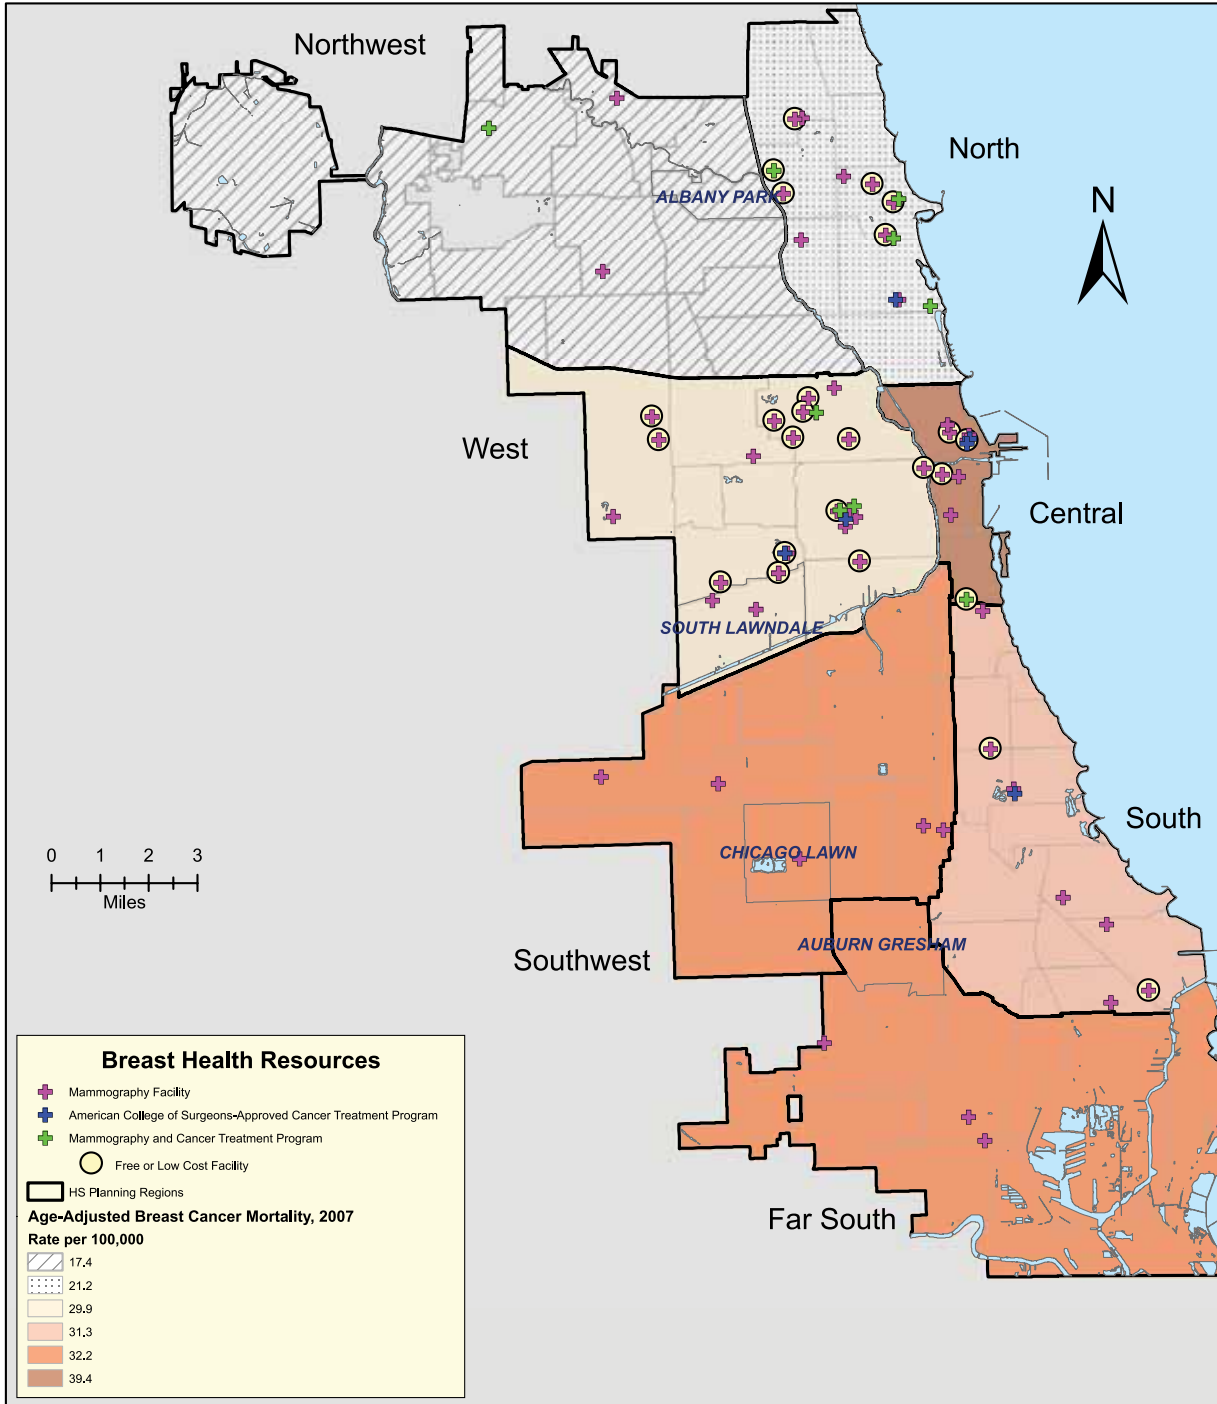 Northwest
North
ALBANY PARK
N
West
Central
SOUTH LAWNDALE
South
0 1 2 3
Miles
CHICAGO LAWN
AUBURN GRESHAM
Southwest
Far South
Breast Health Resources
Mammography Facility
American College of Surgeons-Approved Cancer Treatment Program
Mammography and Cancer Treatment Program
Free or Low Cost Facility
HS Planning Regions
Age-Adjusted Breast Cancer Mortality, 2007
Rate per 100,000
17.4
21.2
29.9
31.3
32.2
39.4